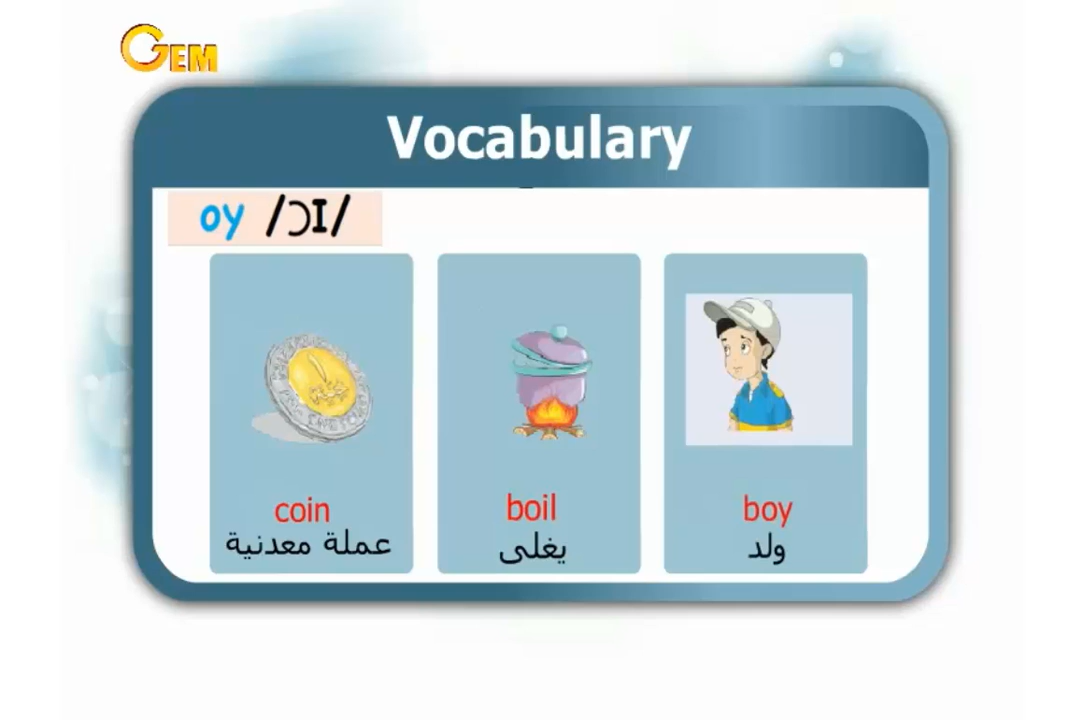 GEM
Vocabulary
oy /ɔɪ/
coin
عملة معدنية
boil
يغلى
boy
ولد